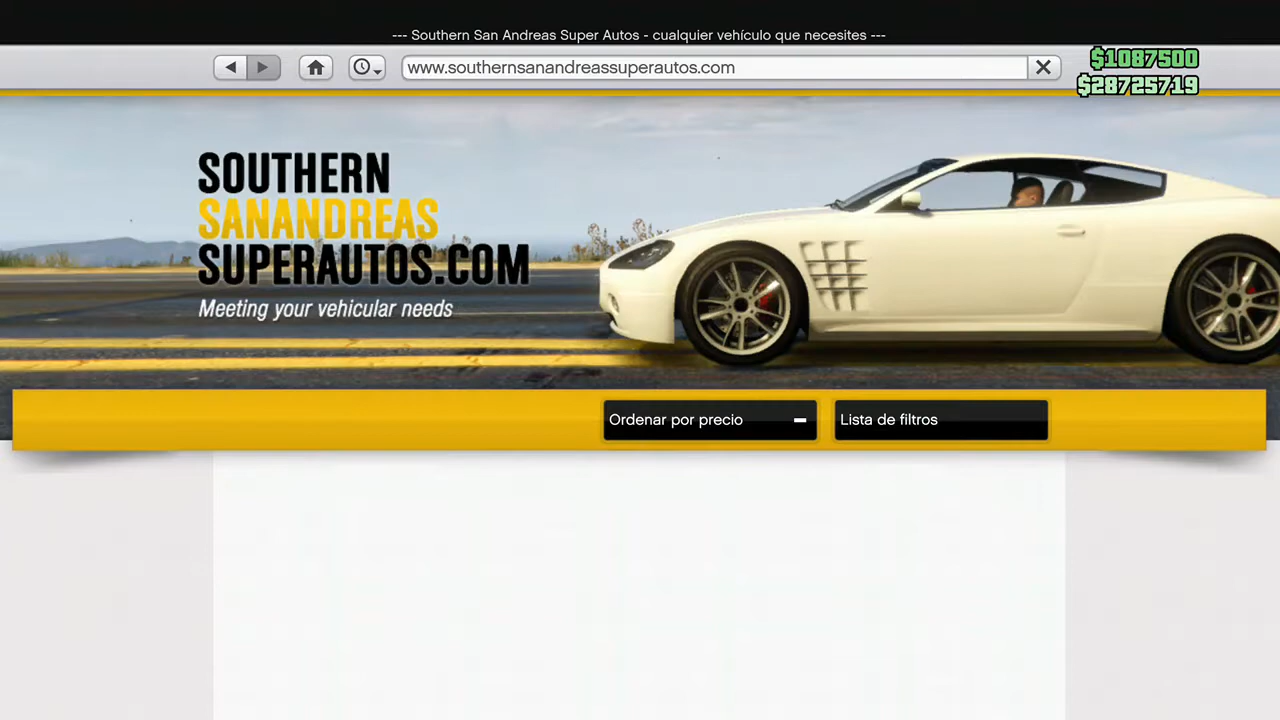 --- Southern San Andreas Super Autos - cualquier vehículo que necesites ---
www.southernsanandreassuperautos.com
$1087500
$28725719
SOUTHERN
SANANDREAS
SUPERAUTOS.COM
Meeting your vehicular needs
Ordenar por precio
Lista de filtros